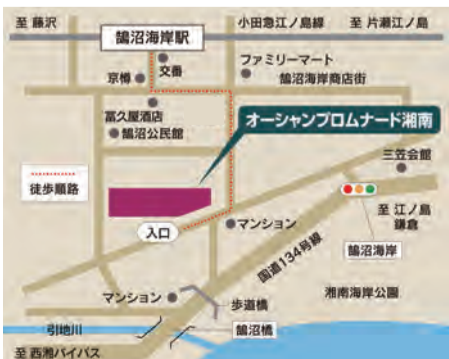 至 藤沢
小田急江ノ島線
至 片瀬江ノ島
鵠沼海岸駅
交番
京樽
ファミリーマート
鵠沼海岸商店街
冨久屋酒店
鵠沼公民館
オーシャンプロムナード湘南
三笠会館
徒歩順路
入口
マンション
至 江ノ島
鎌倉
鵠沼海岸
国道134号線
マンション
歩道橋
湘南海岸公園
引地川
鵠沼橋
至 西湘バイパス